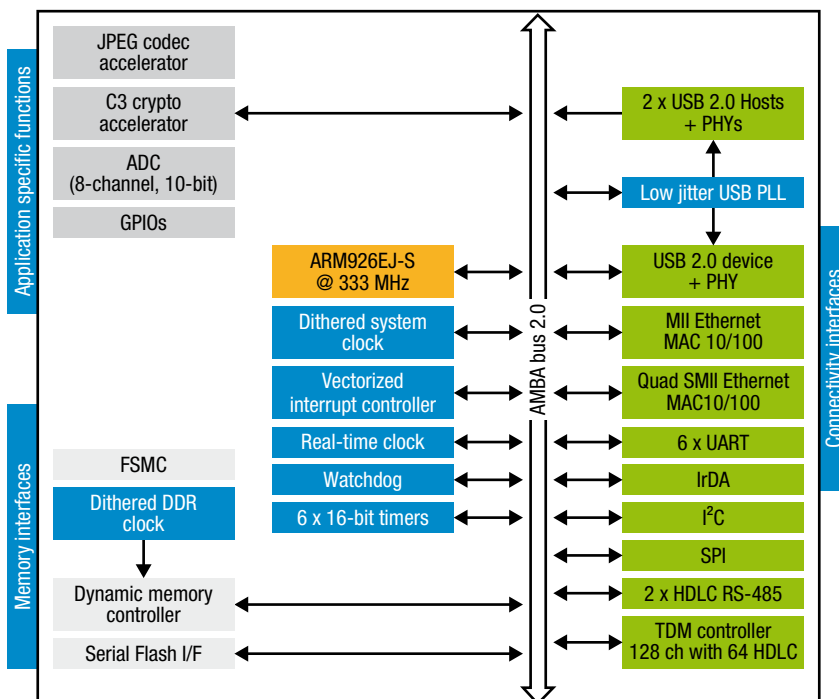 Application specific functions
JPEG codec
accelerator
C3 crypto
accelerator
ADC
(8-channel, 10-bit)
GPIOs
Memory interfaces
FSMC
Dithered DDR
clock
Dynamic memory
controller
Serial Flash I/F
ARM926EJ-S
@ 333 MHz
Dithered system
clock
Vectorized
interrupt controller
Real-time clock
Watchdog
6 x 16-bit timers
AMBA bus 2.0
2 x USB 2.0 Hosts
+ PHYs
Low jitter USB PLL
USB 2.0 device
+ PHY
MII Ethernet
MAC 10/100
Quad SMII Ethernet
MAC10/100
6 x UART
IrDA
I²C
SPI
2 x HDLC RS-485
TDM controller
128 ch with 64 HDLC
Connectivity interfaces